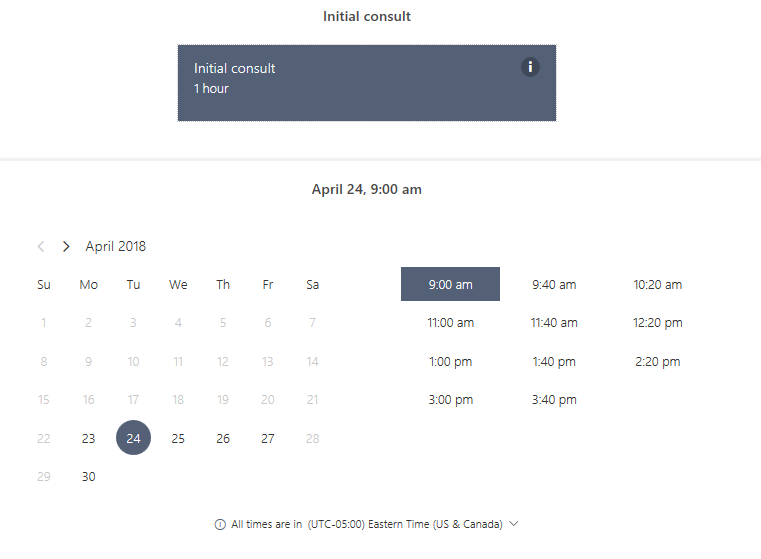 Initial consult
Initial consult
1 hour
April 24, 9:00 am
April 2018
Su Mo Tu We Th Fr Sa
1 2 3 4 5 6 7
8 9 10 11 12 13 14
15 16 17 18 19 20 21
22 23 24 25 26 27 28
29 30
9:00 am 9:40 am 10:20 am
11:00 am 11:40 am 12:20 pm
1:00 pm 1:40 pm 2:20 pm
3:00 pm 3:40 pm
All times are in (UTC-05:00) Eastern Time (US & Canada)